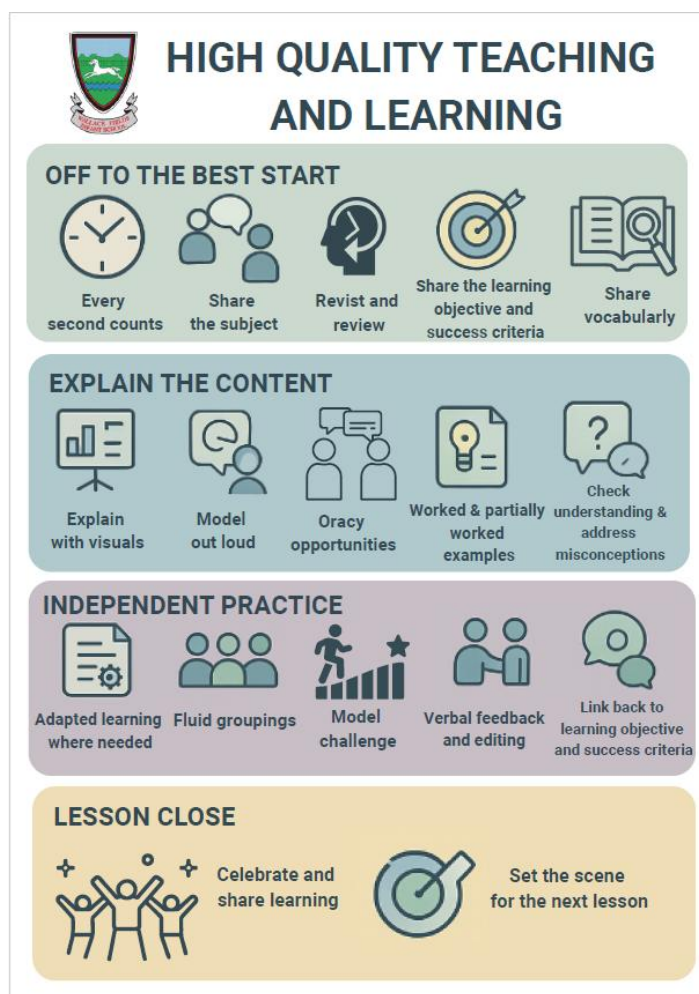 HIGH QUALITY TEACHING
AND LEARNING
WALLACE FIELDS
INFANT SCHOOL
OFF TO THE BEST START
Every
second counts
Share
the subject
Revist and
review
Share the learning
objective and
success criteria
Share
vocabularly
EXPLAIN THE CONTENT
Explain
with visuals
Model
out loud
Oracy
opportunities
Worked & partially
worked
examples
?
Check
understanding &
address
misconceptions
INDEPENDENT PRACTICE
Adapted learning
where needed
Fluid groupings
Model
challenge
Verbal feedback
and editing
Link back to
learning objective
and success criteria
LESSON CLOSE
Celebrate and
share learning
Set the scene
for the next lesson